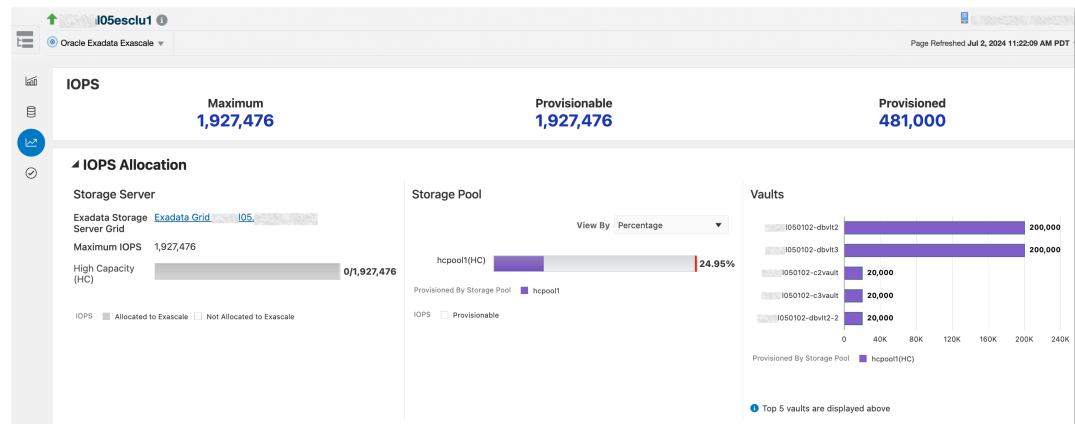 l05esclu1
Oracle Exadata Exascale
Page Refreshed Jul 2, 2024 11:22:09 AM PDT
IOPS
Maximum
1,927,476
Provisionable
1,927,476
Provisioned
481,000
IOPS Allocation
Storage Server
Exadata Storage Server Grid
Exadata Grid l05.
Maximum IOPS 1,927,476
High Capacity (HC)
0/1,927,476
IOPS Allocated to Exascale Not Allocated to Exascale
Storage Pool
View By Percentage
hcpool1(HC)
24.95%
Provisioned By Storage Pool hcpool1
IOPS Provisionable
Vaults
l050102-dbvlt2 200,000
l050102-dbvlt3 200,000
l050102-c2vault 20,000
l050102-c3vault 20,000
l050102-dbvlt2-2 20,000
0 40K 80K 120K 160K 200K 240K
Provisioned By Storage Pool hcpool1(HC)
Top 5 vaults are displayed above